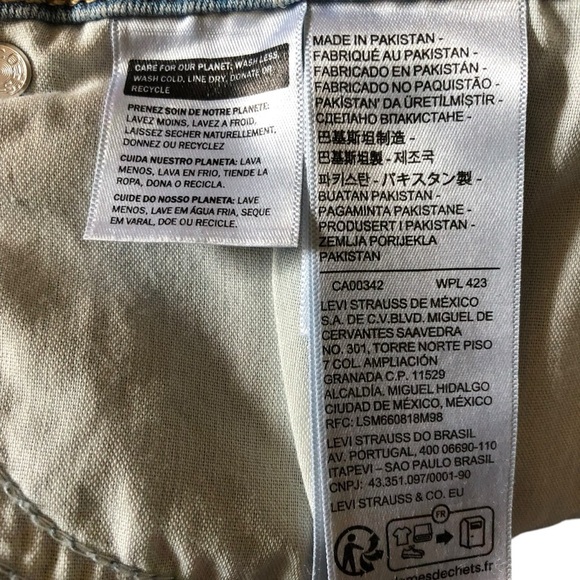 CARE FOR OUR PLANET: WASH LESS,
WASH COLD, LINE DRY, DONATE OR
RECYCLE
PRENEZ SOIN DE NOTRE PLANETE:
LAVEZ MOINS, LAVEZ A FROID,
LAISSEZ SECHER NATURELLEMENT,
DONNEZ OU RECYCLEZ
CUIDA NUESTRO PLANETA: LAVA
MENOS, LAVA EN FRIO, TIENDE LA
ROPA, DONA O RECICLA.
CUIDE DO NOSSO PLANETA: LAVE
MENOS, LAVE EM ÁGUA FRIA, SEQUE
EM VARAL, DOE OU RECICLE.
MADE IN PAKISTAN -
FABRIQUÉ AU PAKISTAN -
FABRICADO EN PAKISTÁN -
FABRICADO NO PAQUISTÃO -
PAKİSTAN' DA ÜRETİLMİŞTİR -
СДЕЛАНО ВПАКИСТАНЕ -
巴基斯坦制造 -
巴基斯坦製 - 제조국
파키스탄 - パキスタン製 -
BUATAN PAKISTAN -
PAGAMINTA PAKISTANE -
PRODUSERT I PAKISTAN -
ZEMLJA PORIJEKLA
PAKISTAN
CA00342 WPL 423
LEVI STRAUSS DE MÉXICO
S.A. DE C.V.BLVD. MIGUEL DE
CERVANTES SAAVEDRA
NO. 301, TORRE NORTE PISO
7 COL. AMPLIACIÓN
GRANADA C.P. 11529
ALCALDÍA. MIGUEL HIDALGO
CIUDAD DE MÉXICO, MÉXICO
RFC: LSM660818M98
LEVI STRAUSS DO BRASIL
AV. PORTUGAL, 400 06690-110
ITAPEVI - SAO PAULO BRASIL
CNPJ: 43.351.097/0001-90
LEVI STRAUSS & CO. EU
FR
mesdechets.fr/